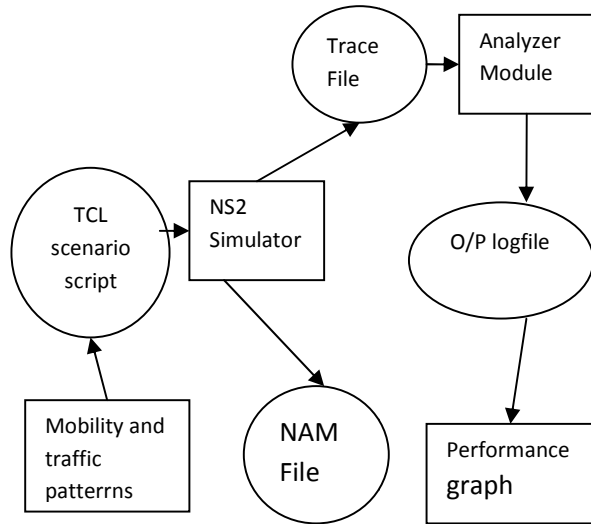 Trace
File
Analyzer
Module
TCL
scenario
script
NS2
Simulator
O/P logfile
Mobility and
traffic
patterrns
NAM
File
Performance
graph